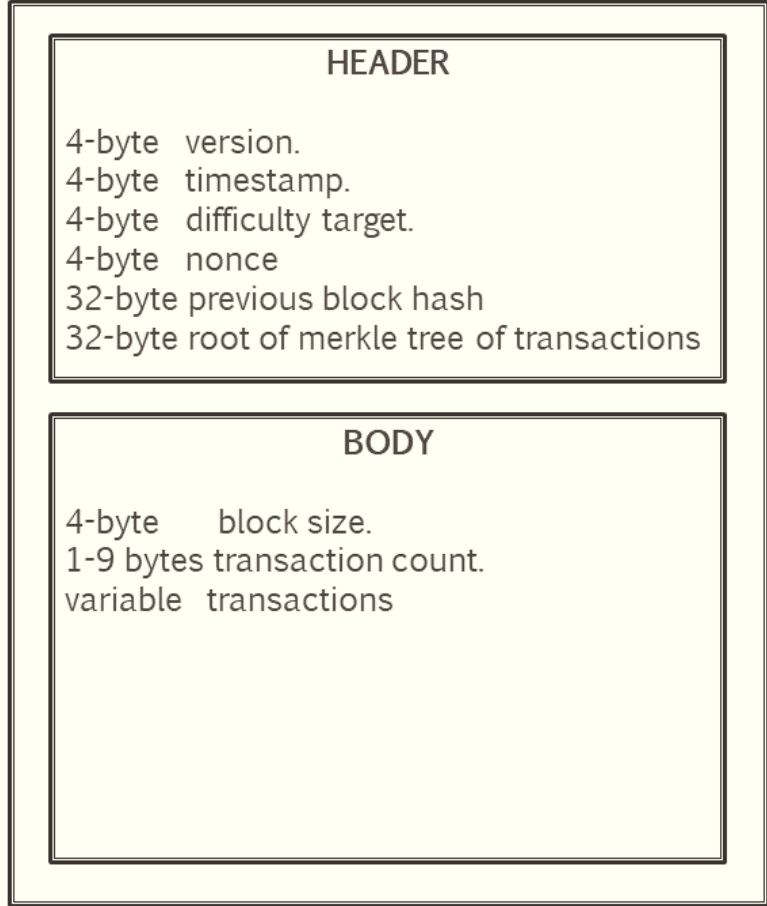 HEADER
4-byte version.
4-byte timestamp.
4-byte difficulty target.
4-byte nonce
32-byte previous block hash
32-byte root of merkle tree of transactions
BODY
4-byte block size.
1-9 bytes transaction count.
variable transactions